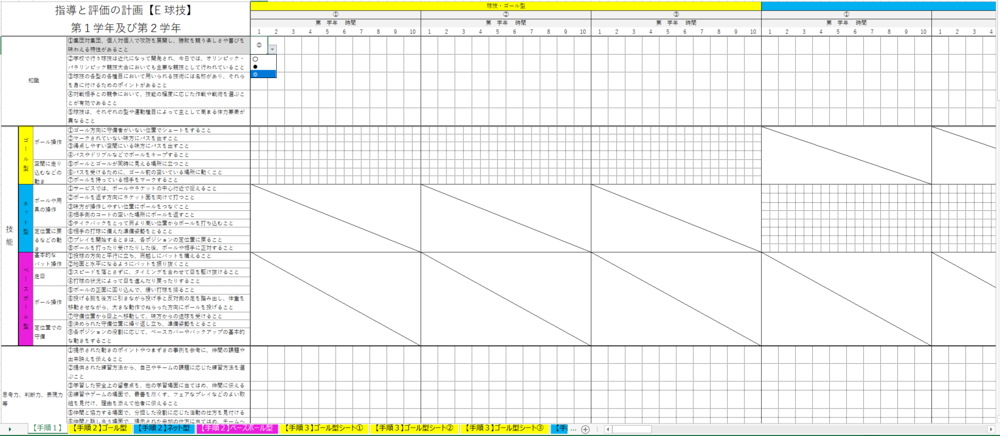 指導と評価の計画【E 球技】
第１学年及び第２学年
球技・ゴール型
① ② ③ ①
第　学年　時間 第　学年　時間 第　学年　時間 第　学年　時間
1 2 3 4 5 6 7 8 9 10 1 2 3 4 5 6 7 8 9 10 1 2 3 4 5 6 7 8 9 10 1 2 3 4 5 6 7 8 9 10 1 2 3 4
知識
①集団対集団、個人対個人で攻防を展開し、勝敗を競う楽しさや喜びを
味わえる特性があること
◎
○
●
◎
②学校で行う球技は近代になって開発され、今日では、オリンピック・
パラリンピック競技大会においても主要な競技として行われていること
③球技の各型の各種目において用いられる技術には名称があり、それら
を身に付けるためのポイントがあること
④対戦相手との競争において、技能の程度に応じた作戦や戦術を選ぶこ
とが有効であること
⑤球技は、それぞれの型や運動種目によって主として高まる体力要素が
異なること
技能
ゴール型
ボール操作
①ゴール方向に守備者がいない位置でシュートをすること
②マークされていない味方にパスを出すこと
③得点しやすい空間にいる味方にパスを出すこと
④パスやドリブルなどでボールをキープすること
空間に走り
込むなどの
動き
⑤ボールとゴールが同時に見える場所に立つこと
⑥パスを受けるために、ゴール前の空いている場所に動くこと
⑦ボールを持っている相手をマークすること
ネット型
ボールや用
具の操作
①サービスでは、ボールやラケットの中心付近で捉えること
②ボールを返す方向にラケット面を向けて打つこと
③味方が操作しやすい位置にボールをつなぐこと
④相手側のコートの空いた場所にボールを返すこと
⑤テイクバックをとって肩より高い位置からボールを打ち込むこと
定位置に戻
るなどの動
き
⑥相手の打球に備えた準備姿勢をとること
⑦プレイを開始するときは、各ポジションの定位置に戻ること
⑧ボールを打ったり受けたりした後、ボールや相手に正対すること
ベースボール型
基本的な
バット操作
①投球の方向と平行に立ち、肩越しにバットを構えること
②地面と水平になるようにバットを振り抜くこと
走塁
③スピードを落とさずに、タイミングを合わせて塁を駆け抜けること
④打球の状況によって塁を進んだり戻ったりすること
ボール操作
⑤ボールの正面に回り込んで、緩い打球を捕ること
⑥投げる腕を後方に引きながら投げ手と反対側の足を踏み出し、体重を
移動させながら、大きな動作でねらった方向にボールを投げること
⑦守備位置から塁上へ移動して、味方からの送球を受けること
定位置での
守備
⑧決められた守備位置に繰り返し立ち、準備姿勢をとること
⑨各ポジションの役割に応じて、ベースカバーやバックアップの基本的
な動きをすること
思考力、判断力、表現力
等
①提示された動きのポイントやつまずきの事例を参考に、仲間の課題や
出来映えを伝えること
②提供された練習方法から、自己やチームの課題に応じた練習方法を選
ぶこと
③学習した安全上の留意点を、他の学習場面に当てはめ、仲間に伝える
④練習やゲームの場面で、最善を尽くす、フェアなプレイなどのよい取
組を見付け、理由を添えて他者に伝えること
⑤仲間と協力する場面で、分担した役割に応じた活動の仕方を見付ける
⑥仲間と話し合う場面で、提示された参加の仕方に当てはめ、チームへ
【手順１】 【手順２】ゴール型 【手順２】ネット型 【手順２】ベースボール型 【手順３】ゴール型シート① 【手順３】ゴール型シート② 【手順３】ゴール型シート③ 【手 ...